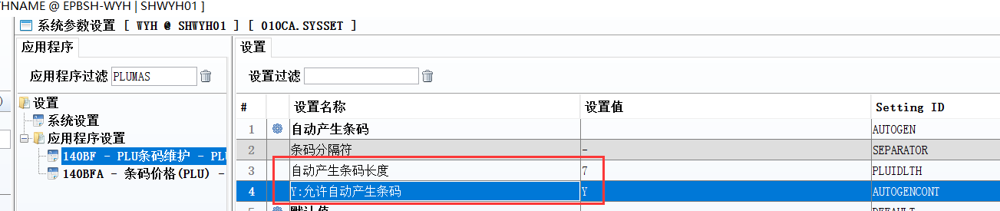 THNAME @ EPBSH-WYH | SHWYH01 ]
系统参数设置 [ WYH @ SHWYH01 ] [ 010CA.SYSSET ]
应用程序
设置
应用程序过滤 PLUMAS
设置过滤
设置
系统设置
应用程序设置
140BF - PLU条码维护 - PL
140BFA - 条码价格(PLU) -
# 设置名称 设置值 Setting ID
1 自动产生条码 AUTOGEN
2 条码分隔符 - SEPARATOR
3 自动产生条码长度 7 PLUIDLTH
4 Y:允许自动产生条码 Y AUTOGENCONT